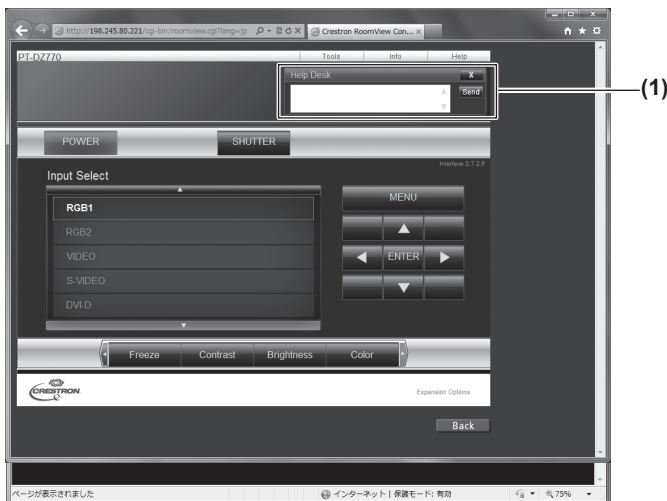 http://198.245.80.221/cgi-bin/roomview.cgi?lang=jp
Crestron RoomView Con... ×
PT-DZ770
Tools Info Help
Help Desk X
Send
(1)
POWER SHUTTER
Interface 2.7.2.6
Input Select
RGB1
RGB2
VIDEO
S-VIDEO
DVI-D
MENU
ENTER
Freeze Contrast Brightness Color
CRESTRON
Expansion Options
Back
ページが表示されました インターネット | 保護モード: 有効 75%